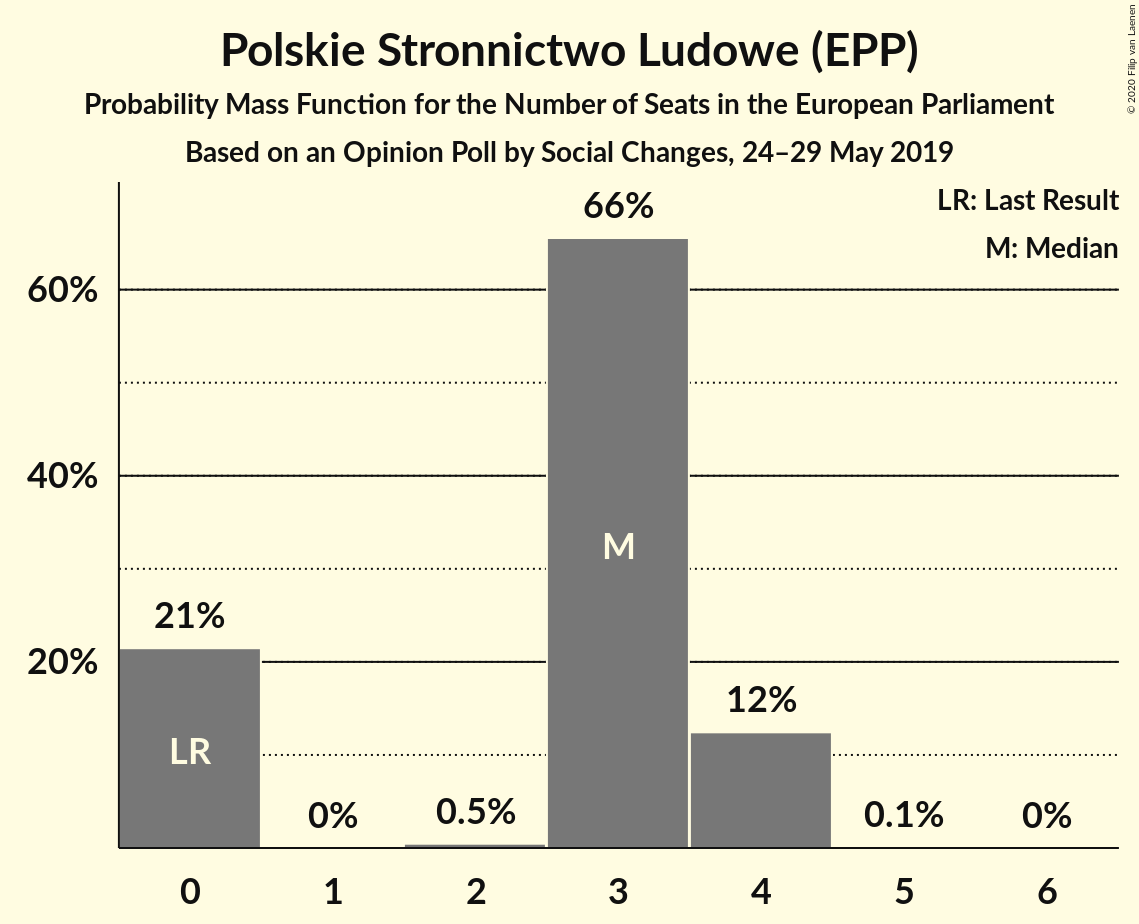 Polskie Stronnictwo Ludowe (EPP)
Probability Mass Function for the Number of Seats in the European Parliament
Based on an Opinion Poll by Social Changes, 24–29 May 2019
© 2020 Filip van Laenen
LR: Last Result
M: Median
66%
60%
40%
M
21%
20%
12%
LR
0%
0.5%
0.1%
0%
0 1 2 3 4 5 6